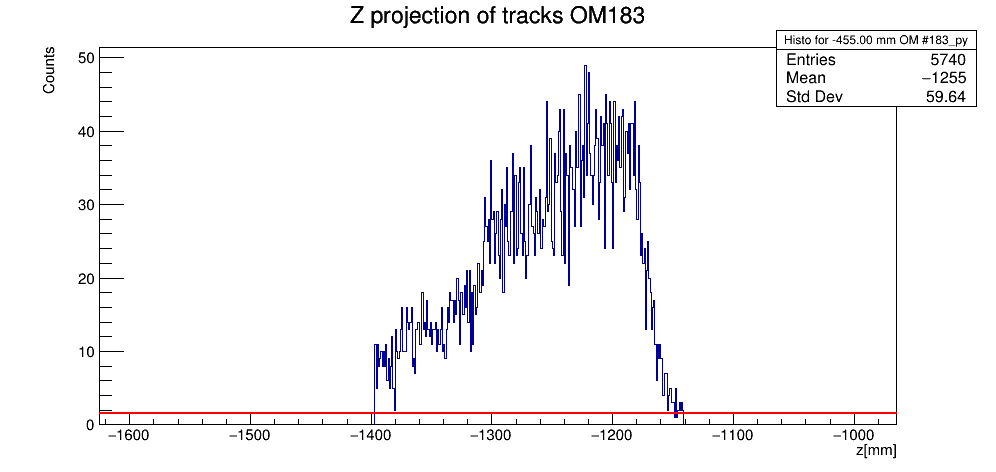 Z projection of tracks OM183
Histo for -455.00 mm OM #183_py
Entries 5740
Mean −1255
Std Dev 59.64
Counts
50
40
30
20
10
0
−1600 −1500 −1400 −1300 −1200 −1100 −1000
z[mm]